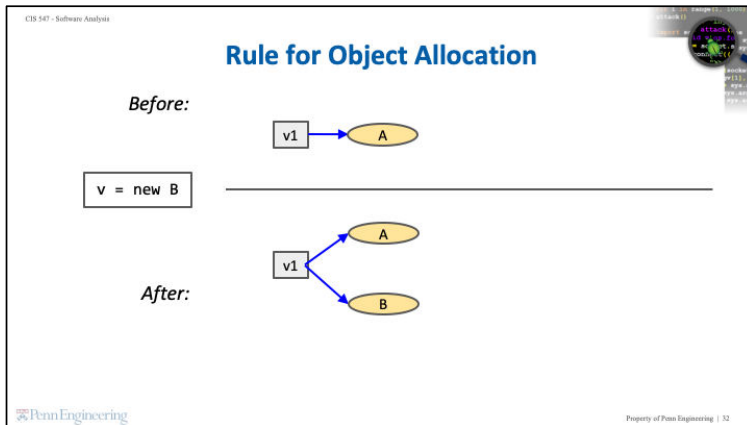 CIS 547 - Software Analysis
Rule for Object Allocation
Before:
v1
A
v = new B
A
v1
After:
B
Penn Engineering
Property of Penn Engineering | 32